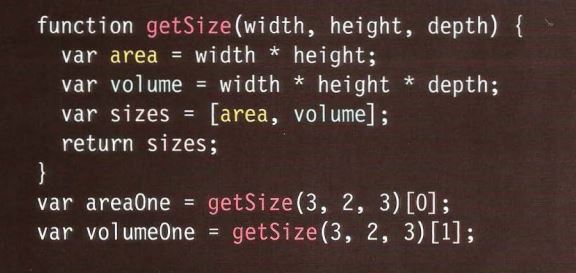 function getSize(width, height, depth) {
  var area = width * height;
  var volume = width * height * depth;
  var sizes = [area, volume];
  return sizes;
}
var areaOne = getSize(3, 2, 3)[0];
var volumeOne = getSize(3, 2, 3)[1];